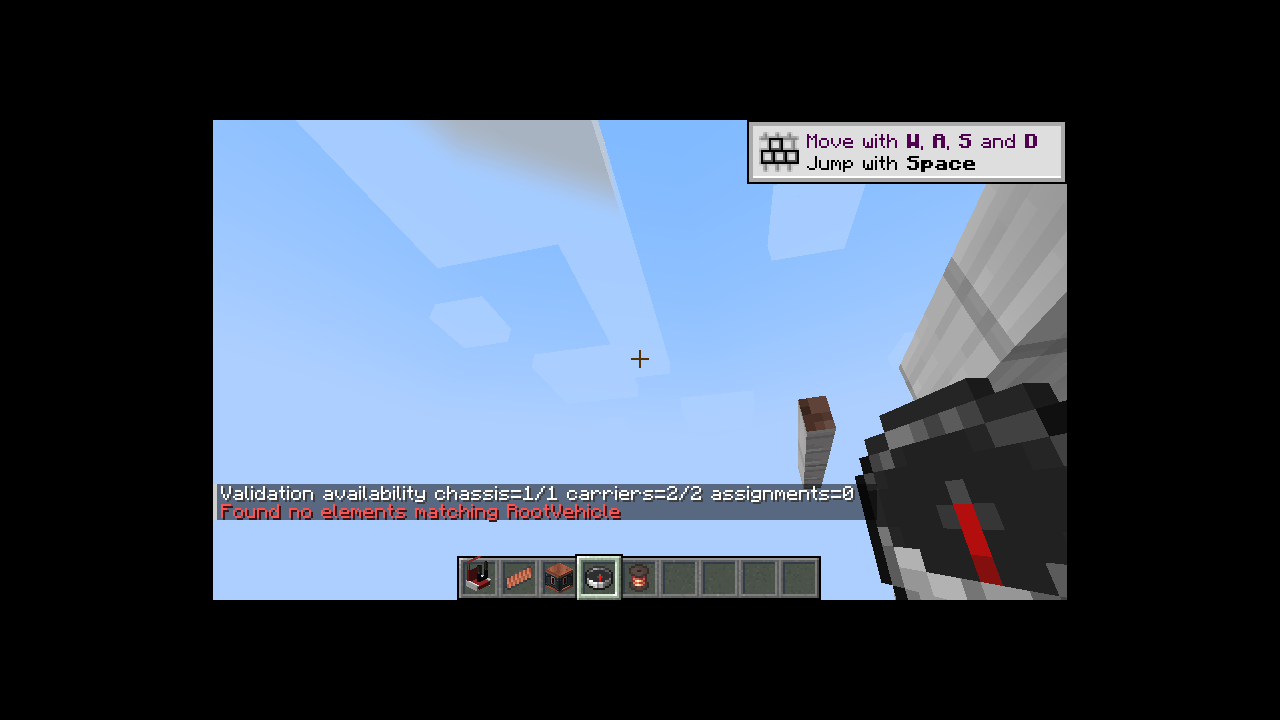 Move with W, A, S and D
Jump with Space
Validation availability chassis=1/1 carriers=2/2 assignments=0
Found no elements matching RootVehicle